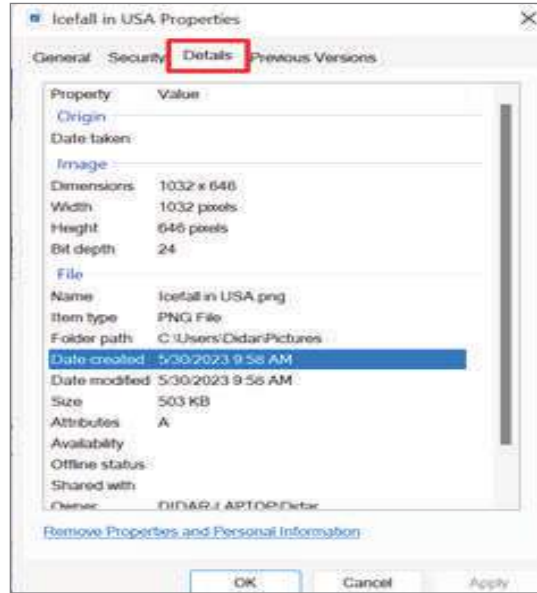 Icefall in USA Properties
General Security Details Previous Versions
Property Value
Origin
Date taken
Image
Dimensions 1032 x 646
Width 1032 pixels
Height 646 pixels
Bit depth 24
File
Name Icefall in USA.png
Item type PNG File
Folder path C:\Users\Didar\Pictures
Date created 5/30/2023 9:58 AM
Date modified 5/30/2023 9:56 AM
Size 503 KB
Attributes A
Availability
Offline status
Shared with
Owner DIDAR-LAPTOP\Didar
Remove Properties and Personal Information
OK Cancel Apply